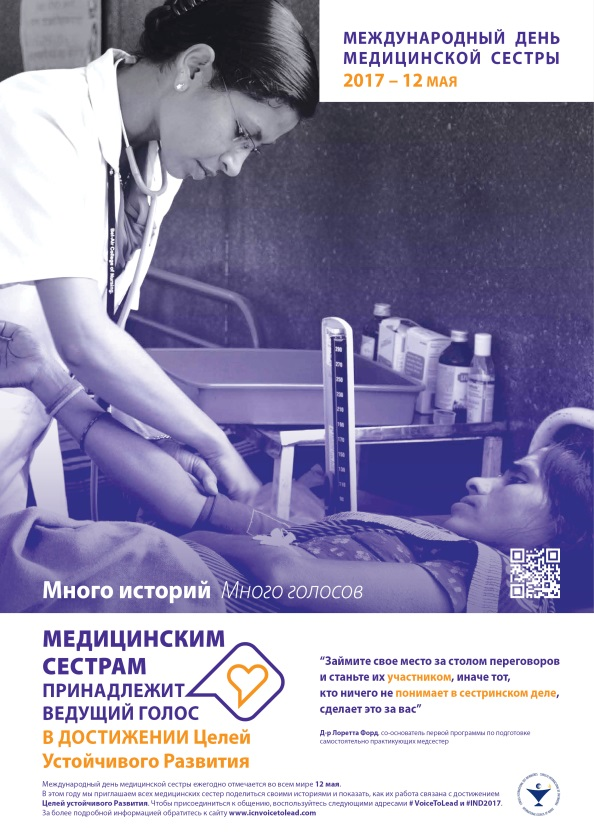 МЕЖДУНАРОДНЫЙ ДЕНЬ
МЕДИЦИНСКОЙ СЕСТРЫ
2017 – 12 МАЯ
Много историй Много голосов
МЕДИЦИНСКИМ
СЕСТРАМ
ПРИНАДЛЕЖИТ
ВЕДУЩИЙ ГОЛОС
В ДОСТИЖЕНИИ Целей
Устойчивого Развития
“Займите свое место за столом переговоров
и станьте их участником, иначе тот,
кто ничего не понимает в сестринском деле,
сделает это за вас”
Д-р Лоретта Форд, со-основатель первой программы по подготовке
самостоятельно практикующих медсестер
Международный день медицинской сестры ежегодно отмечается во всем мире 12 мая.
В этом году мы приглашаем всех медицинских сестер поделиться своими историями и показать, как их работа связана с достижением
Целей устойчивого Развития. Чтобы присоединиться к общению, воспользуйтесь следующими адресами # VoiceToLead и #IND2017.
За более подробной информацией обратитесь к сайту www.icnvoicetolead.com